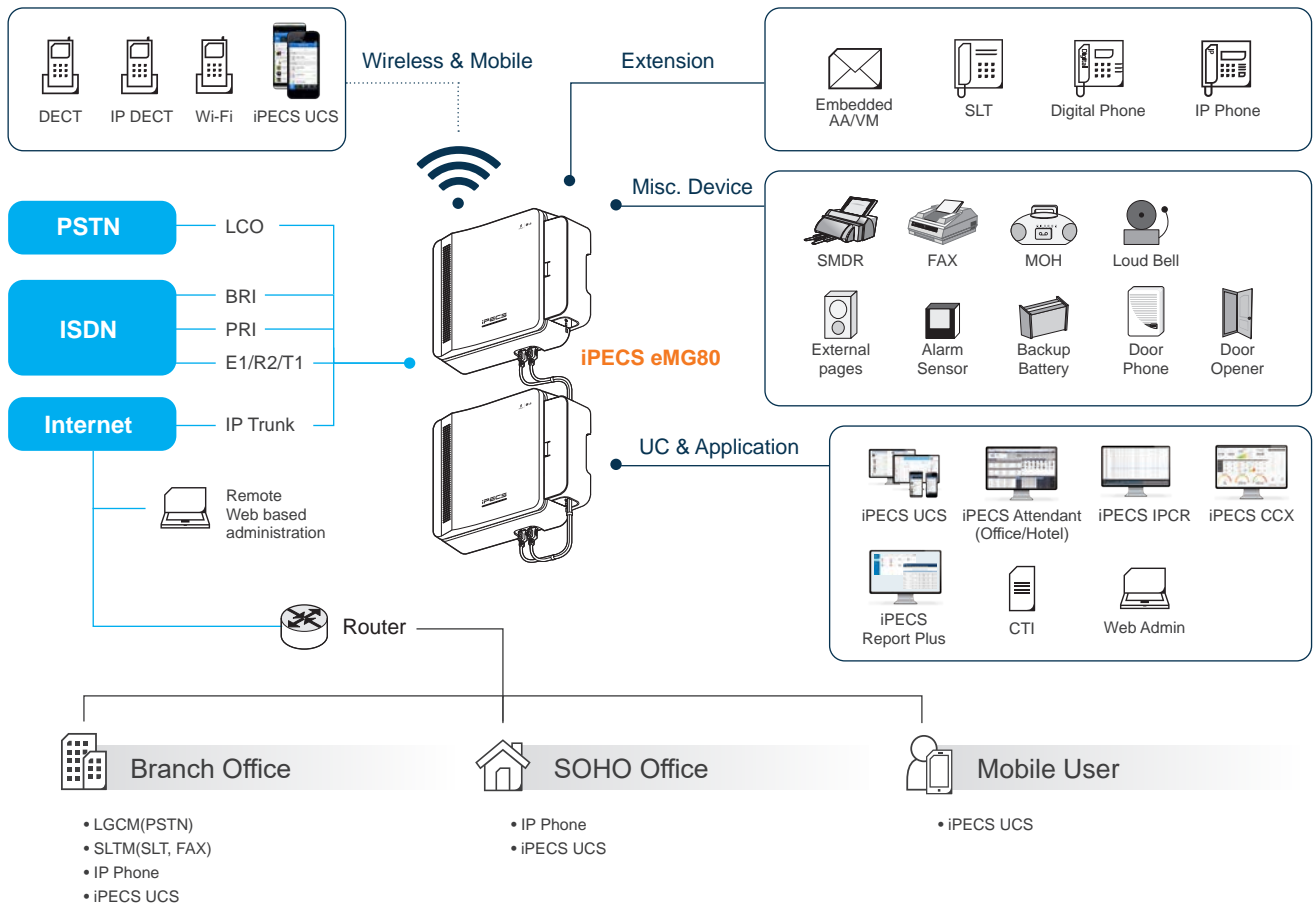 Wireless & Mobile
DECT
IP DECT
Wi-Fi
iPECS UCS
Extension
Embedded
AA/VM
SLT
Digital
Digital Phone
IP
IP Phone
Misc. Device
SMDR
FAX
MOH
Loud Bell
External
pages
Alarm
Sensor
Backup
Battery
Door
Phone
Door
Opener
PSTN
LCO
ISDN
BRI
PRI
E1/R2/T1
Internet
IP Trunk
iPECS
iPECS eMG80
iPECS
UC & Application
iPECS UCS
iPECS Attendant
(Office/Hotel)
iPECS IPCR
iPECS CCX
iPECS
Report Plus
CTI
Web Admin
Remote
Web based
administration
Router
Branch Office
• LGCM(PSTN)
• SLTM(SLT, FAX)
• IP Phone
• iPECS UCS
SOHO Office
• IP Phone
• iPECS UCS
Mobile User
• iPECS UCS